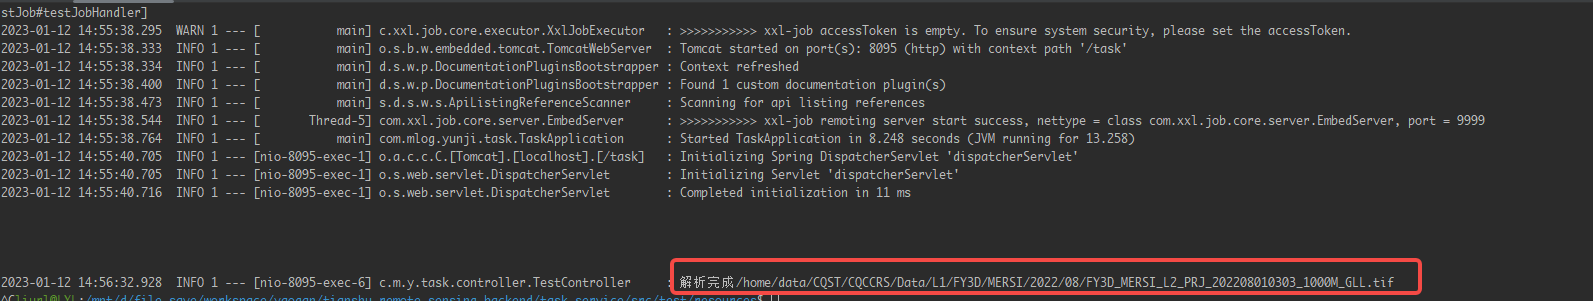 stJob#testJobHandler]
2023-01-12 14:55:38.295  WARN 1 --- [           main] c.xxl.job.core.executor.XxlJobExecutor   : >>>>>>>>>>> xxl-job accessToken is empty. To ensure system security, please set the accessToken.
2023-01-12 14:55:38.333  INFO 1 --- [           main] o.s.b.w.embedded.tomcat.TomcatWebServer  : Tomcat started on port(s): 8095 (http) with context path '/task'
2023-01-12 14:55:38.334  INFO 1 --- [           main] d.s.w.p.DocumentationPluginsBootstrapper : Context refreshed
2023-01-12 14:55:38.400  INFO 1 --- [           main] d.s.w.p.DocumentationPluginsBootstrapper : Found 1 custom documentation plugin(s)
2023-01-12 14:55:38.473  INFO 1 --- [           main] s.d.s.w.s.ApiListingReferenceScanner     : Scanning for api listing references
2023-01-12 14:55:38.544  INFO 1 --- [       Thread-5] com.xxl.job.core.server.EmbedServer      : >>>>>>>>>>> xxl-job remoting server start success, nettype = class com.xxl.job.core.server.EmbedServer, port = 9999
2023-01-12 14:55:38.764  INFO 1 --- [           main] com.mlog.yunji.task.TaskApplication      : Started TaskApplication in 8.248 seconds (JVM running for 13.258)
2023-01-12 14:55:40.705  INFO 1 --- [nio-8095-exec-1] o.a.c.c.C.[Tomcat].[localhost].[/task]   : Initializing Spring DispatcherServlet 'dispatcherServlet'
2023-01-12 14:55:40.705  INFO 1 --- [nio-8095-exec-1] o.s.web.servlet.DispatcherServlet        : Initializing Servlet 'dispatcherServlet'
2023-01-12 14:55:40.716  INFO 1 --- [nio-8095-exec-1] o.s.web.servlet.DispatcherServlet        : Completed initialization in 11 ms
2023-01-12 14:56:32.928  INFO 1 --- [nio-8095-exec-6] c.m.y.task.controller.TestController     : 解析完成/home/data/CQST/CQCCRS/Data/L1/FY3D/MERSI/2022/08/FY3D_MERSI_L2_PRJ_202208010303_1000M_GLL.tif